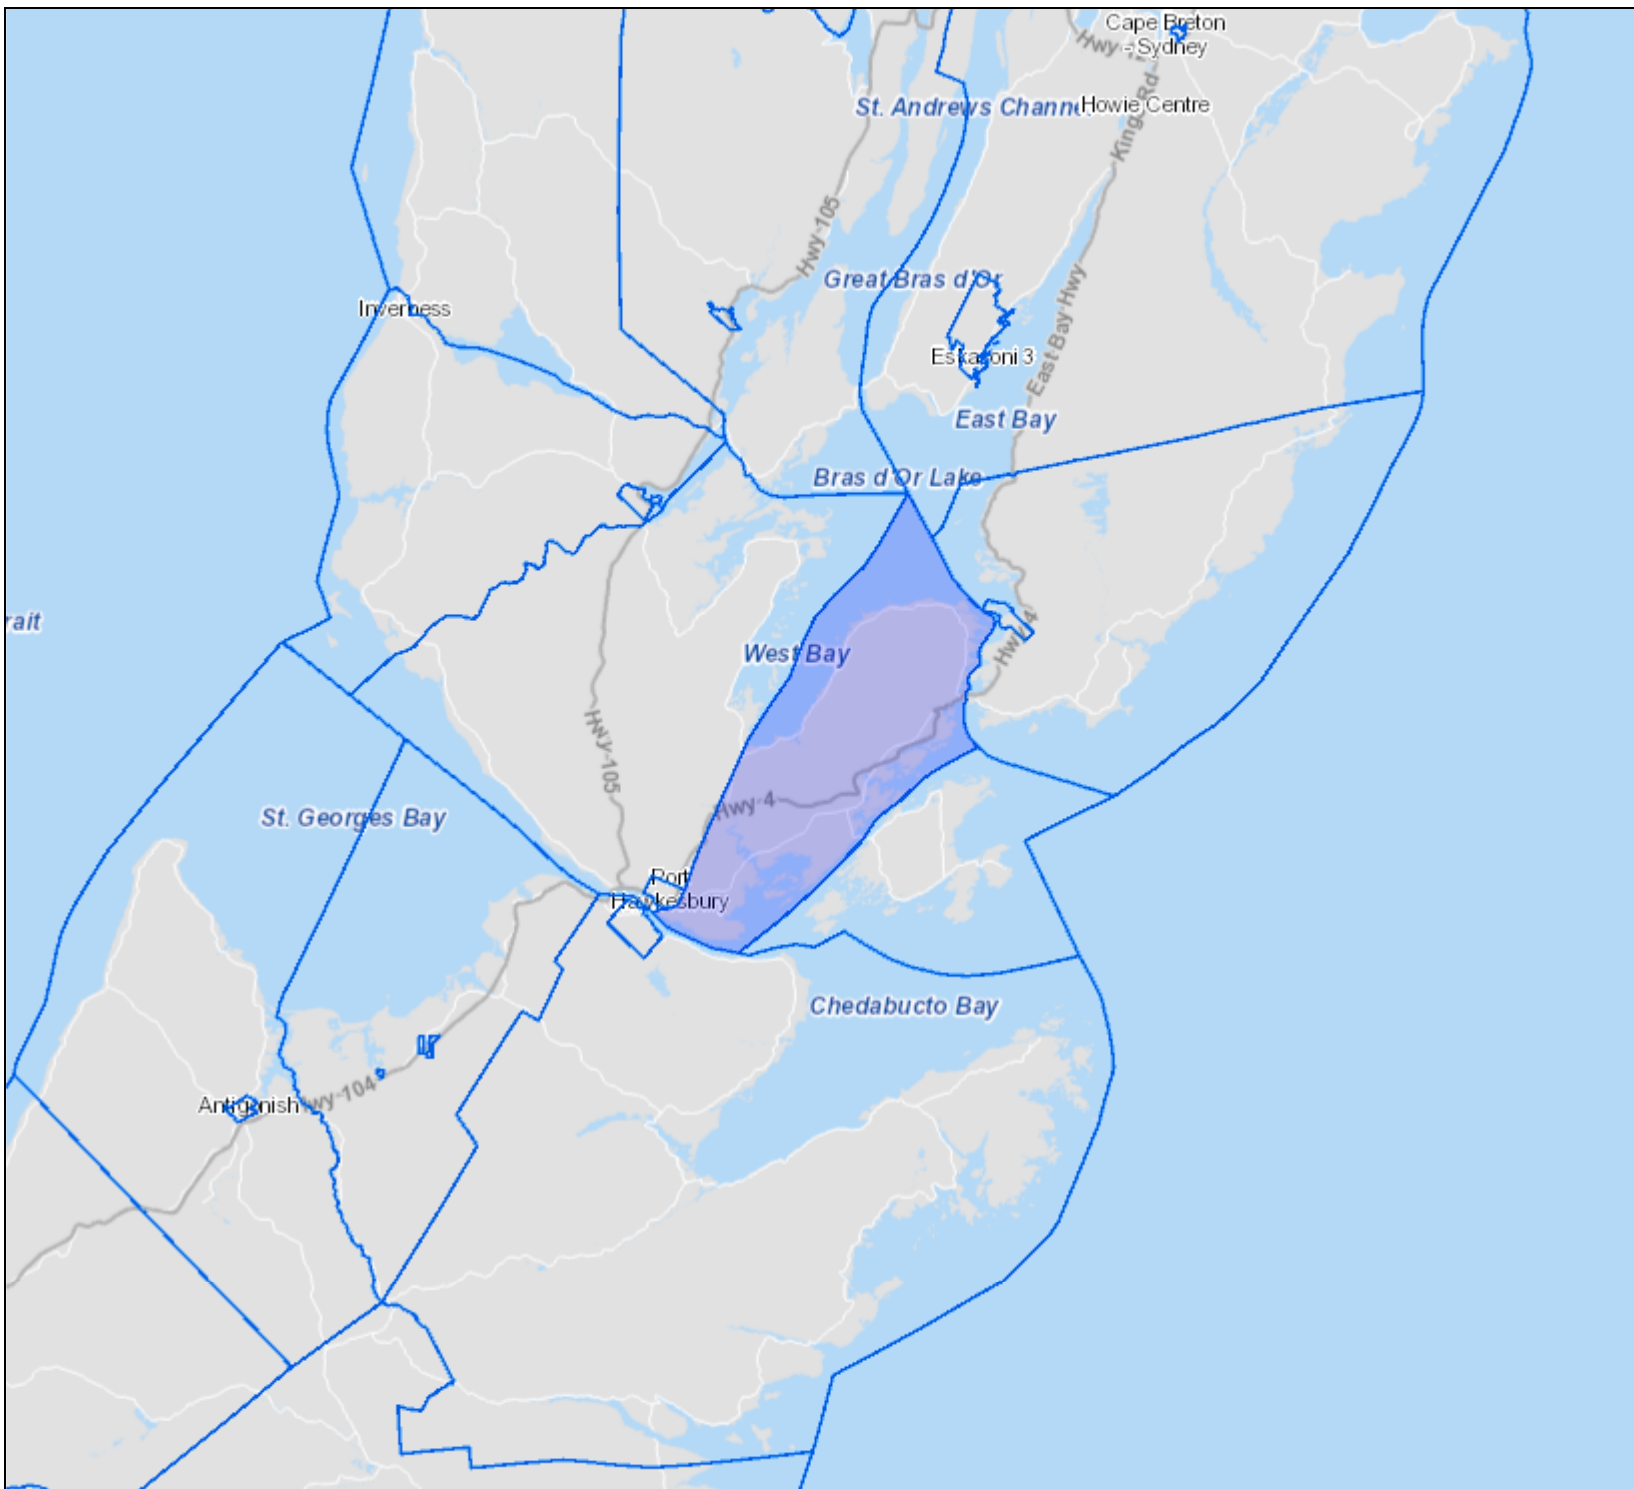 Cape Breton
- Sydney
Hwy
St. Andrews Channe
Howie Centre
King
Rd
Hwy-105
Great Bras d'Or
Inverness
Eskasoni 3
East Bay Hwy
East Bay
Bras d'Or Lake
rait
West Bay
Hwy-4
Hwy-105
St. Georges Bay
Hwy-4
Port
Hawkesbury
Chedabucto Bay
Antigonish
wy-104